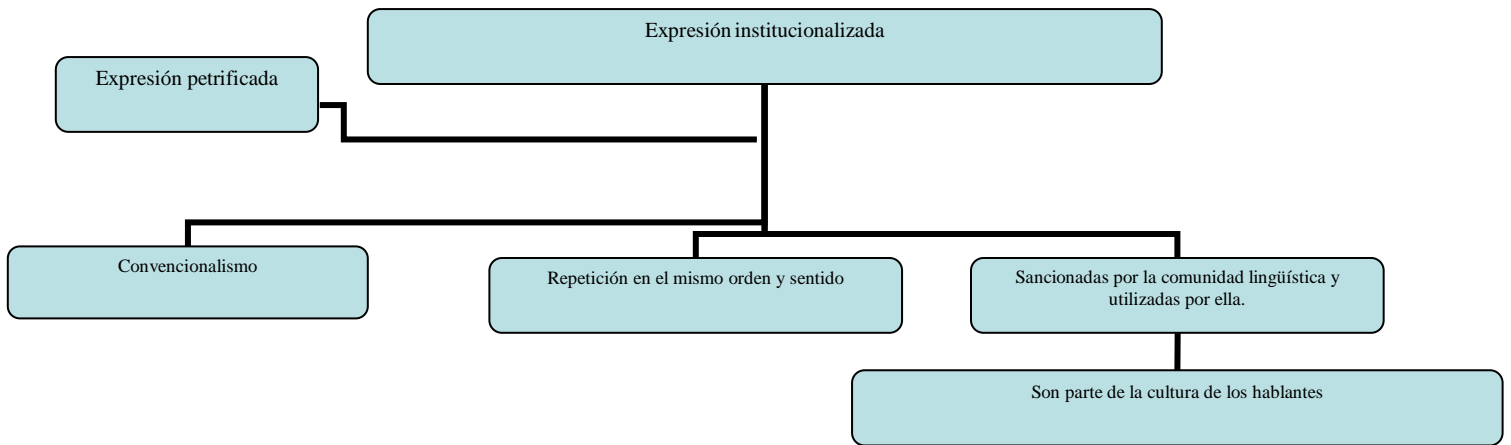 Expresión institucionalizada
Expresión petrificada
Convencionalismo
Repetición en el mismo orden y sentido
Sancionadas por la comunidad lingüística y
utilizadas por ella.
Son parte de la cultura de los hablantes